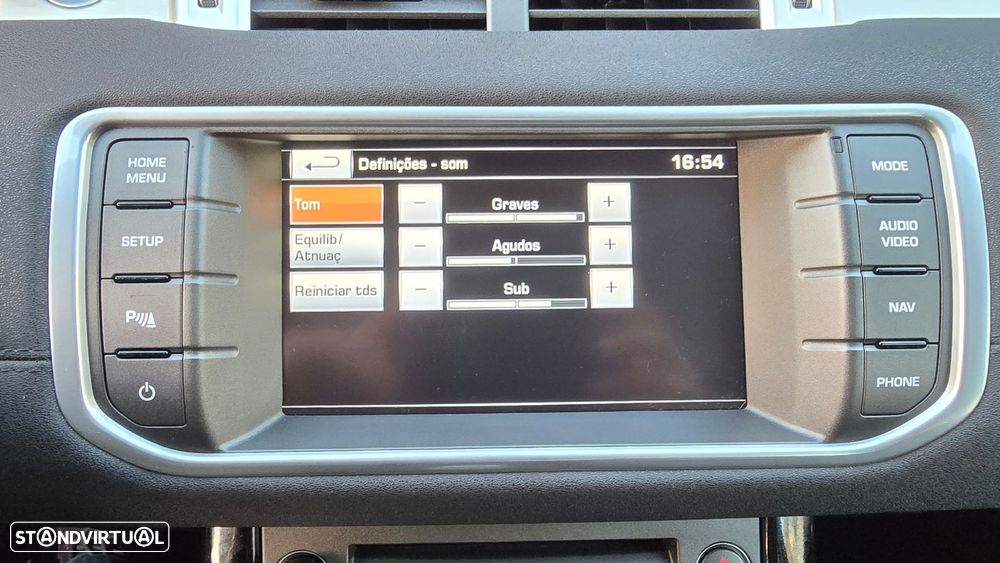 HOME
MENU
SETUP
P
Definições - som
16:54
Tom
Equilíb/
Atnuaç
Reiniciar tds
- Graves +
- Agudos +
- Sub +
MODE
AUDIO
VIDEO
NAV
PHONE
STANDVIRTUAL